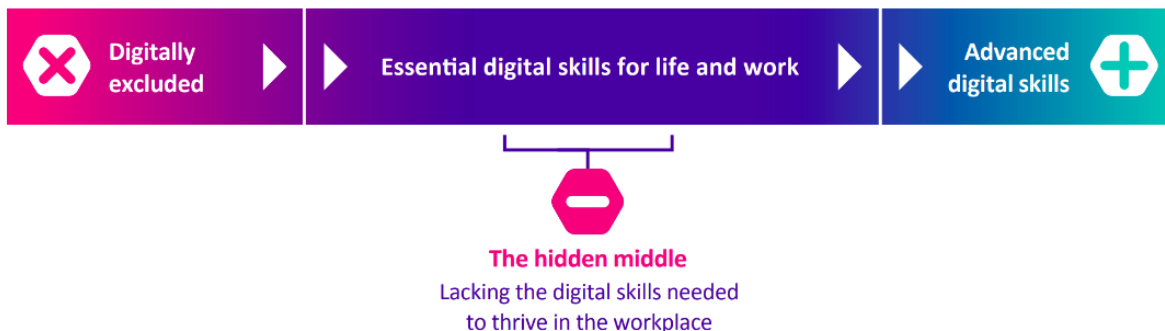 Digitally
excluded
Essential digital skills for life and work
Advanced
digital skills
The hidden middle
Lacking the digital skills needed
to thrive in the workplace